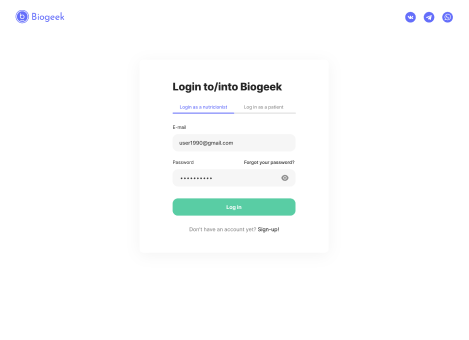 Biogeek
Login to/into Biogeek
Login as a nutritionist
Log in as a patient
E-mail
user1990@gmail.com
Password
Forgot your password?
Log in
Don't have an account yet? Sign-up!